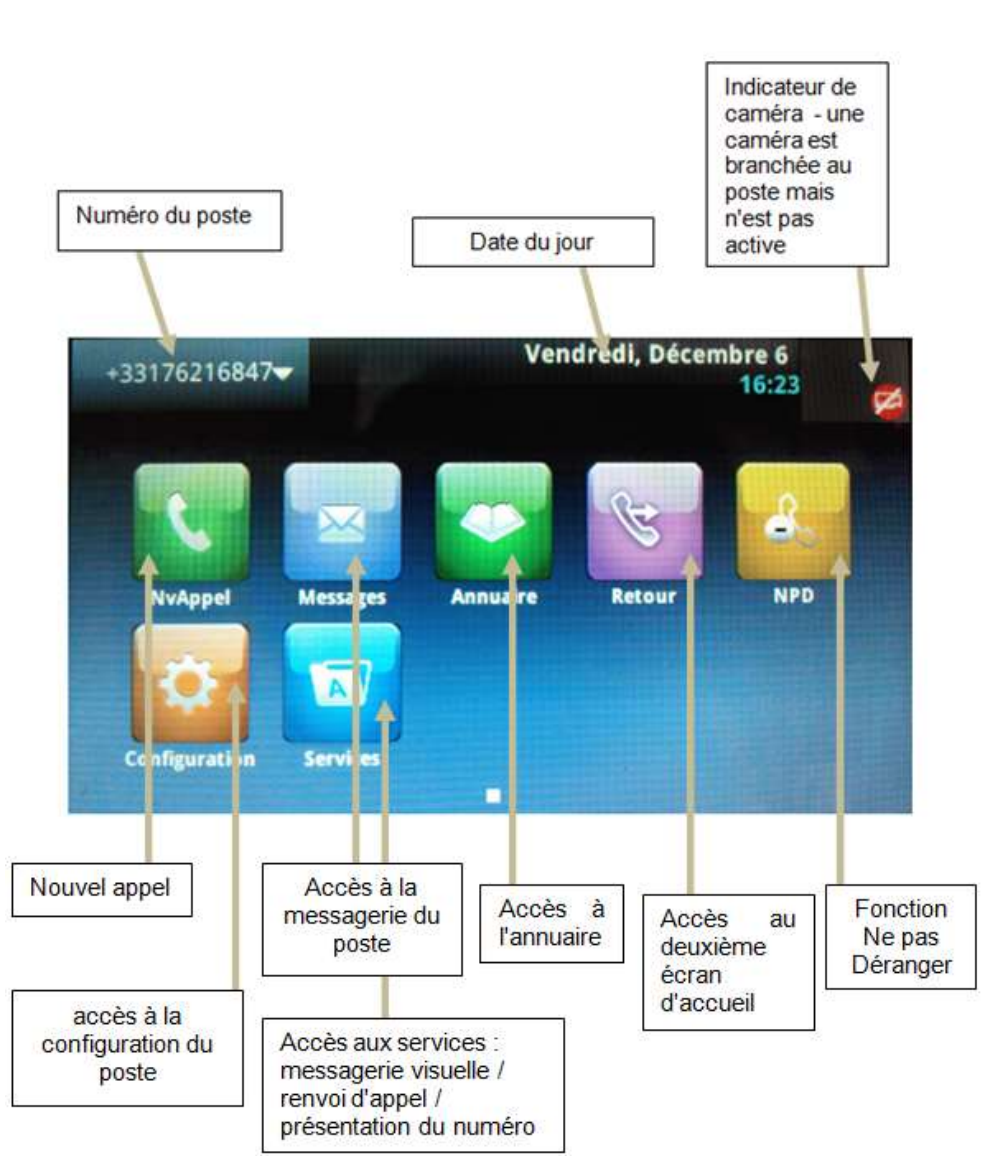 Indicateur de
caméra - une
caméra est
branchée au
poste mais
n'est pas
active
Numéro du poste
Date du jour
+33176216847
Vendredi, Décembre 6
16:23
NvAppel
Messages
Annuaire
Retour
NPD
A
Configuration
Services
Nouvel appel
Accès à la
messagerie du
poste
Accès à
l'annuaire
Accès au
deuxième
écran
d'accueil
Fonction
Ne pas
Déranger
accès à la
configuration du
poste
Accès aux services :
messagerie visuelle /
renvoi d'appel /
présentation du numéro